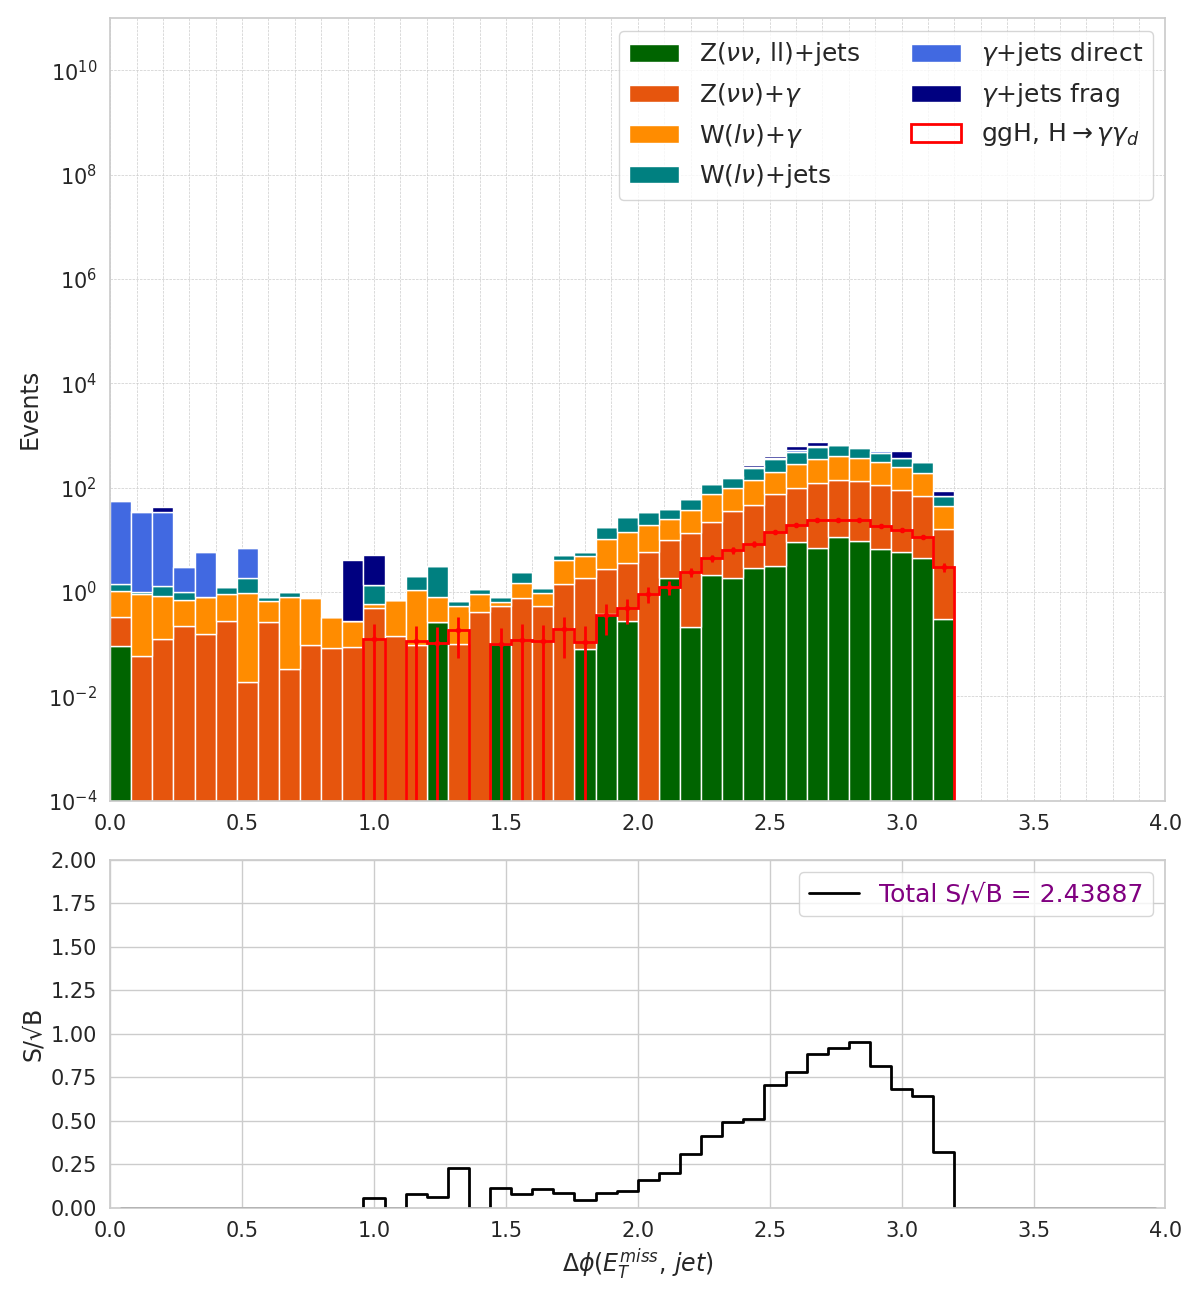 Z(νν, ll)+jets
Z(νν)+γ
W(lν)+γ
W(lν)+jets
γ+jets direct
γ+jets frag
ggH, H→γγ_d
Events
10^10
10^8
10^6
10^4
10^2
10^0
10^−2
10^−4
0.0 0.5 1.0 1.5 2.0 2.5 3.0 3.5 4.0
Total S/√B = 2.43887
S/√B
2.00
1.75
1.50
1.25
1.00
0.75
0.50
0.25
0.00
0.0 0.5 1.0 1.5 2.0 2.5 3.0 3.5 4.0
Δϕ(E_T^miss, jet)